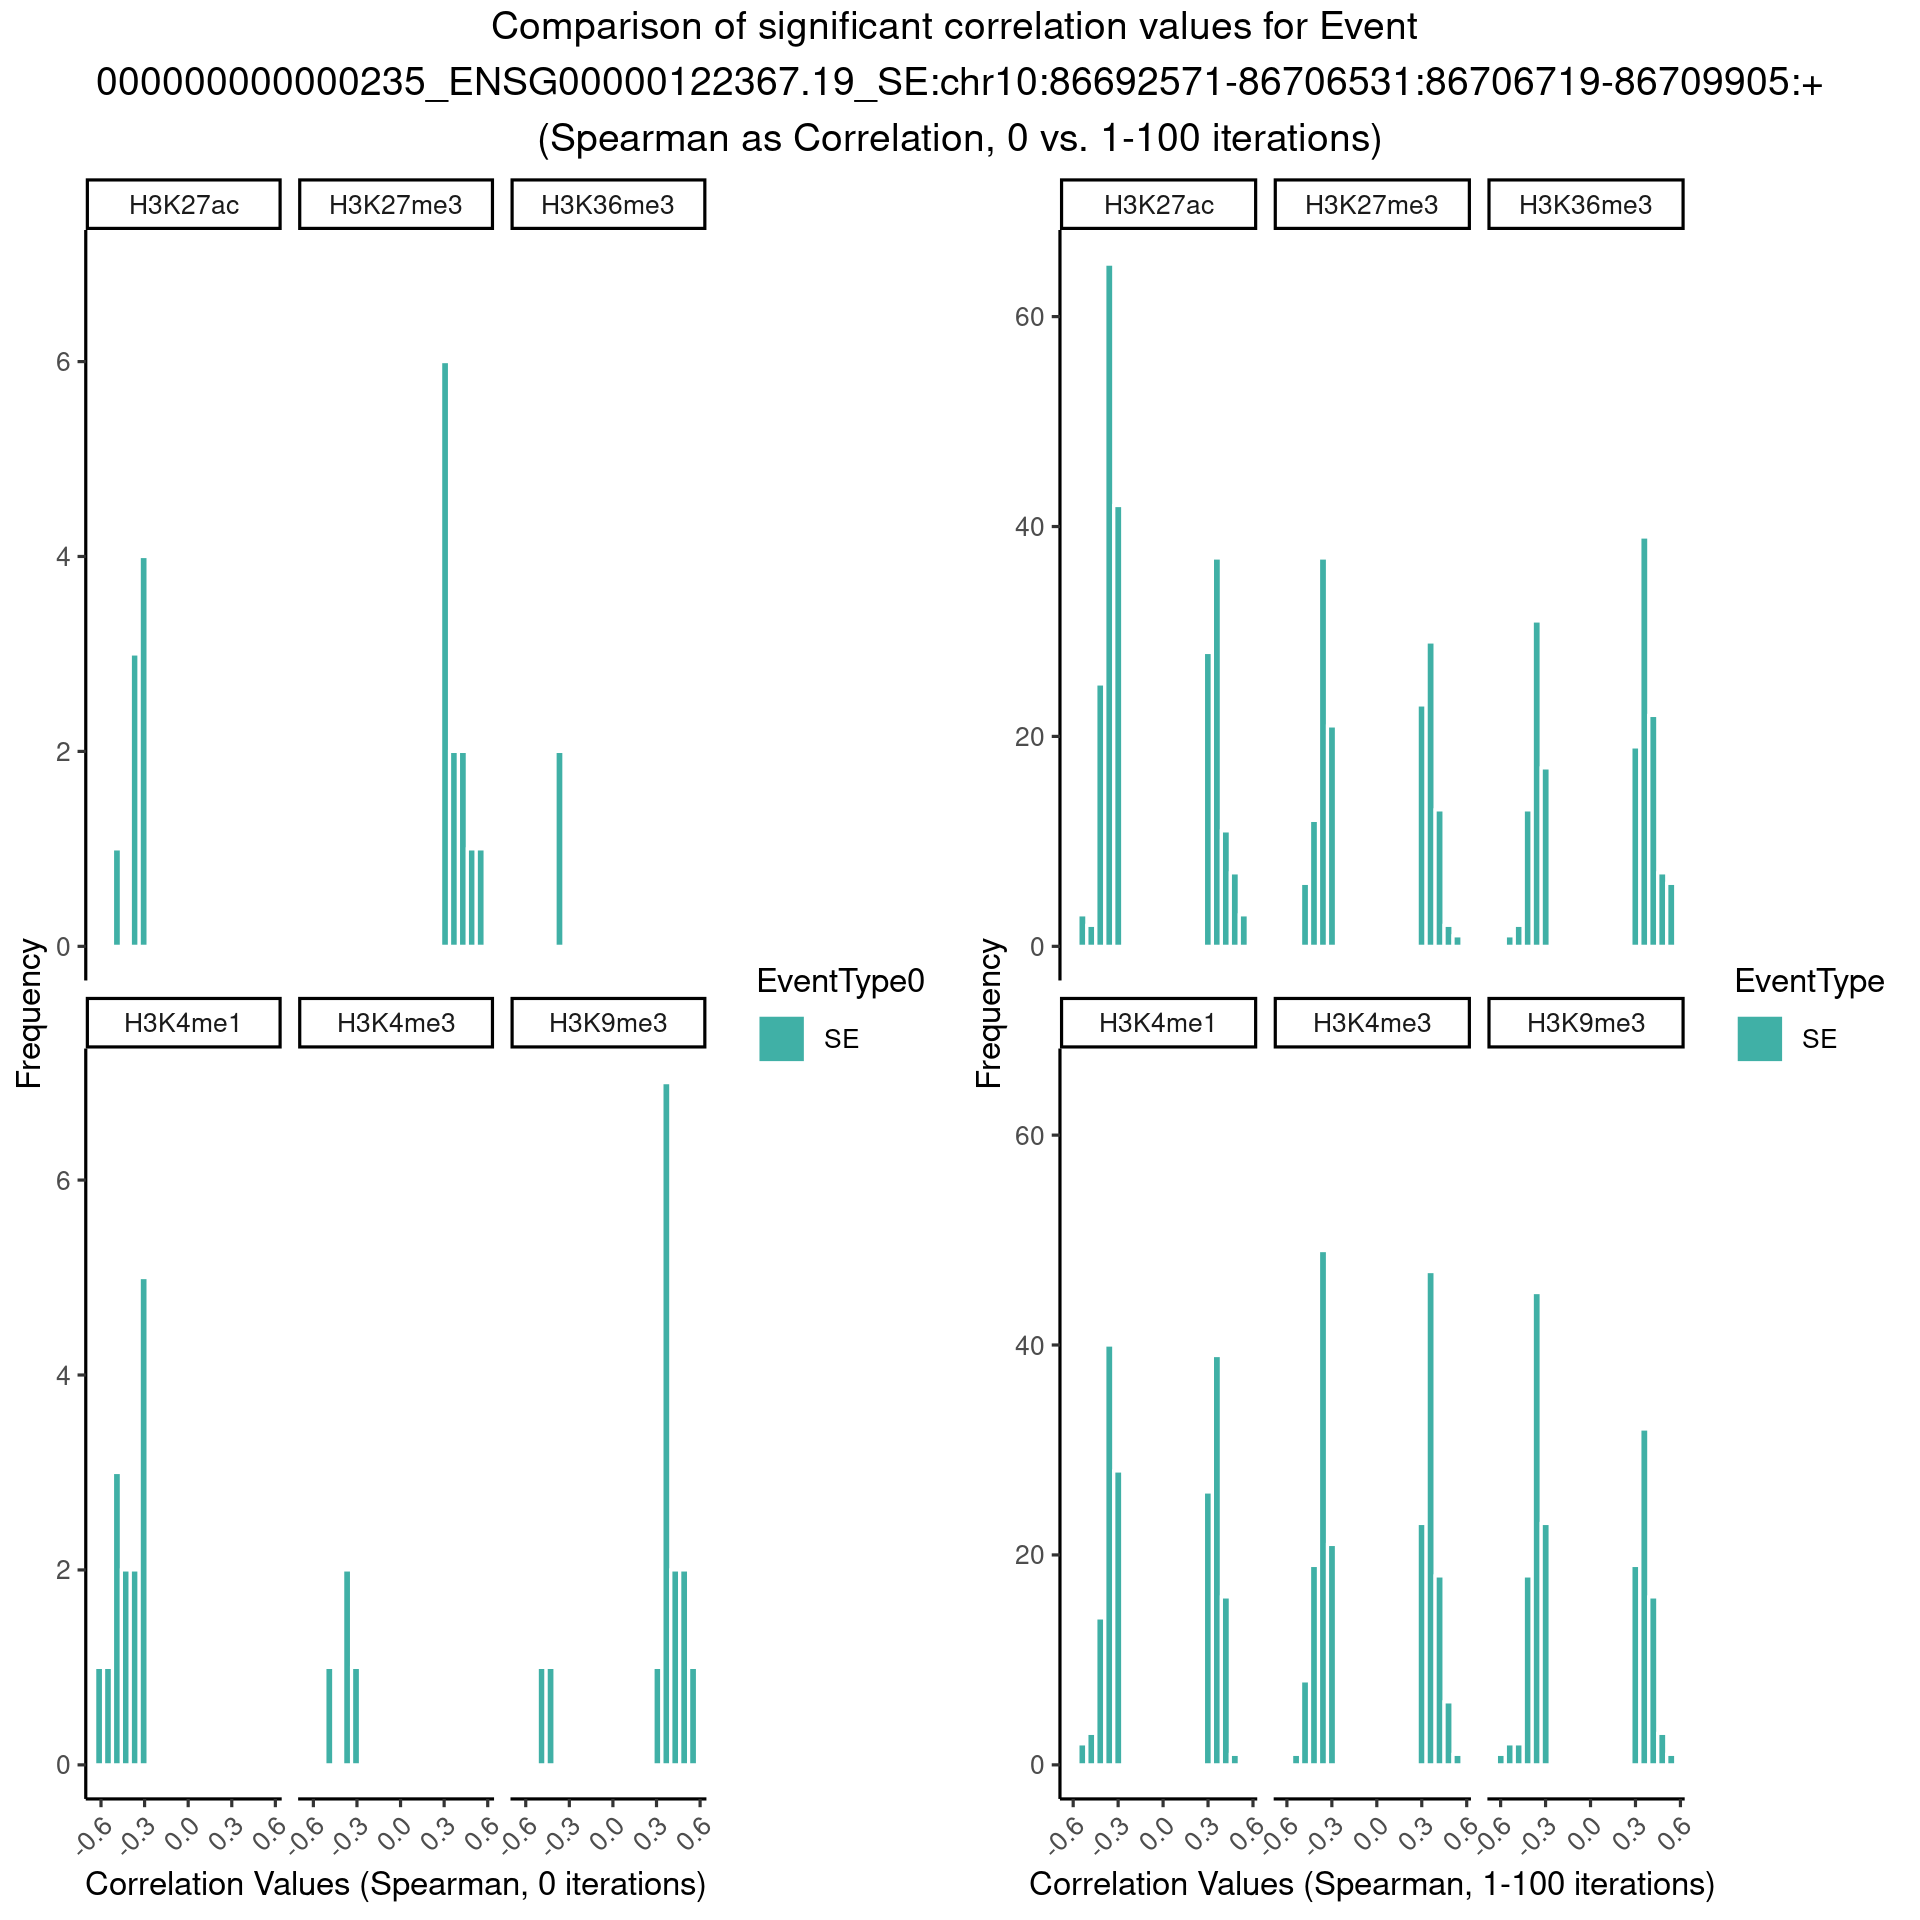 Comparison of significant correlation values for Event
000000000000235_ENSG00000122367.19_SE:chr10:86692571-86706531:86706719-86709905:+
(Spearman as Correlation, 0 vs. 1-100 iterations)
H3K27ac H3K27me3 H3K36me3
6
4
2
0
H3K4me1 H3K4me3 H3K9me3
6
4
2
0
Frequency
-0.6 -0.3 0.0 0.3 0.6 -0.6 -0.3 0.0 0.3 0.6 -0.6 -0.3 0.0 0.3 0.6
Correlation Values (Spearman, 0 iterations)
EventType0
SE
H3K27ac H3K27me3 H3K36me3
60
40
20
0
H3K4me1 H3K4me3 H3K9me3
60
40
20
0
Frequency
-0.6 -0.3 0.0 0.3 0.6 -0.6 -0.3 0.0 0.3 0.6 -0.6 -0.3 0.0 0.3 0.6
Correlation Values (Spearman, 1-100 iterations)
EventType
SE